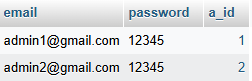 email password a_id
admin1@gmail.com 12345 1
admin2@gmail.com 12345 2